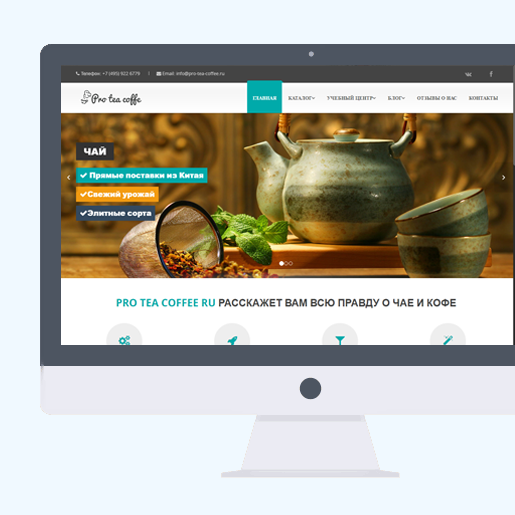 Телефон: +7 (495) 922 6779 | Email: info@pro-tea-coffee.ru
Pro tea coffe
ГЛАВНАЯ КАТАЛОГ УЧЕБНЫЙ ЦЕНТР БЛОГ ОТЗЫВЫ О НАС КОНТАКТЫ
ЧАЙ
Прямые поставки из Китая
Свежий урожай
Элитные сорта
PRO TEA COFFEE RU РАССКАЖЕТ ВАМ ВСЮ ПРАВДУ О ЧАЕ И КОФЕ